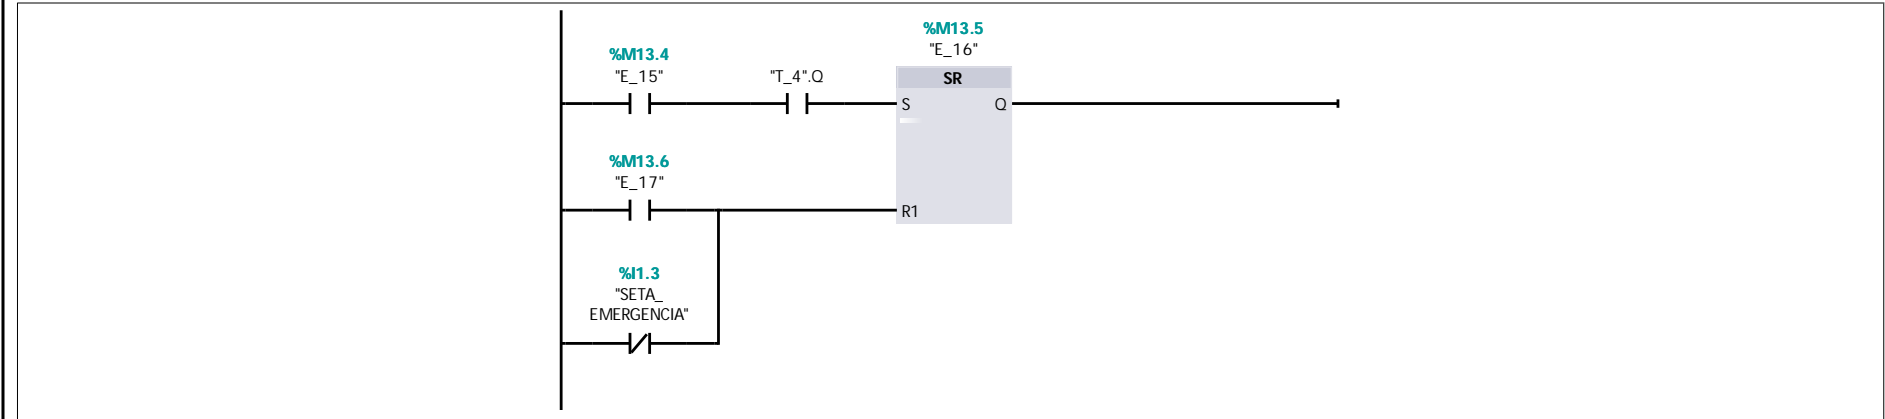 %M13.5
"E_16"
%M13.4
"E_15"
"T_4".Q
SR
S
Q
%M13.6
"E_17"
R1
%I1.3
"SETA_
EMERGENCIA"